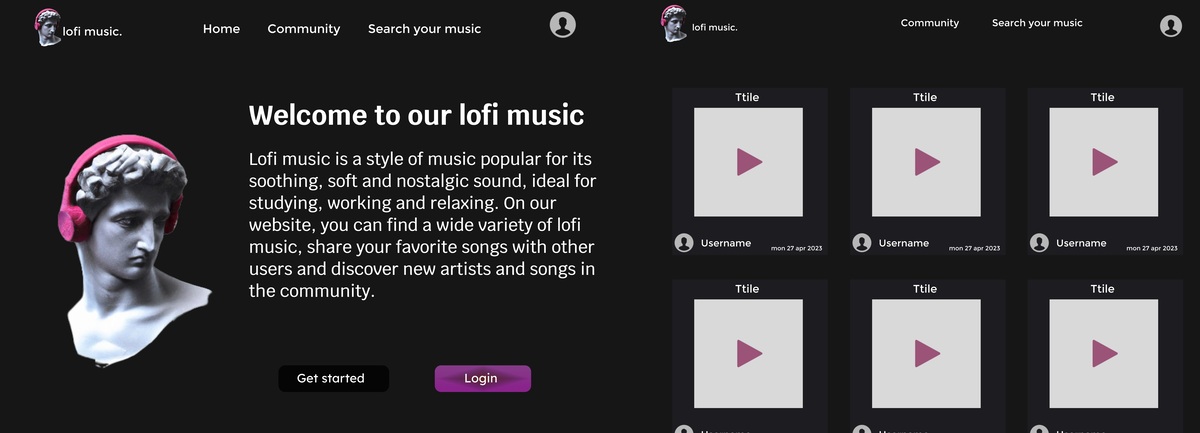 lofi music.
Home
Community
Search your music
Welcome to our lofi music
Lofi music is a style of music popular for its
soothing, soft and nostalgic sound, ideal for
studying, working and relaxing. On our
website, you can find a wide variety of lofi
music, share your favorite songs with other
users and discover new artists and songs in
the community.
Get started
Login
lofi music.
Community
Search your music
Ttile
Ttile
Ttile
Username
mon 27 apr 2023
Username
mon 27 apr 2023
Username
mon 27 apr 2023
Ttile
Ttile
Ttile